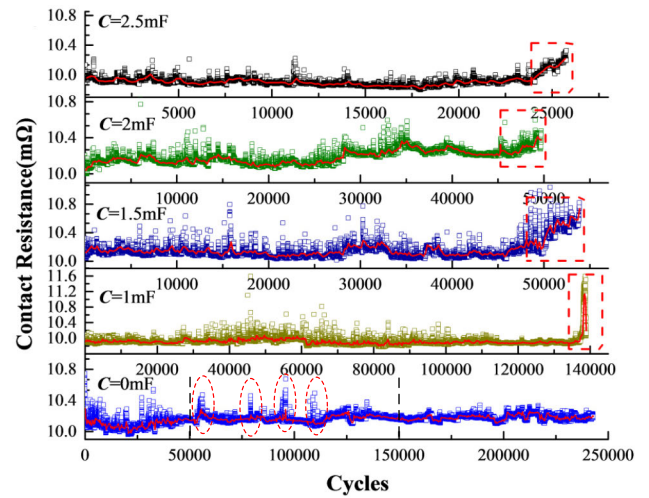 10.8
C=2.5mF
10.4
10.0
5000 10000 15000 20000 25000
10.8
C=2mF
10.4
10.0
10000 20000 30000 40000 50000
10.8
C=1.5mF
10.4
10.0
10000 20000 30000 40000 50000
11.6
11.2
C=1mF
10.8
10.4
10.0
20000 40000 60000 80000 100000 120000 140000
10.8
C=0mF
10.4
10.0
0 50000 100000 150000 200000 250000
Contact Resistance(mΩ)
Cycles